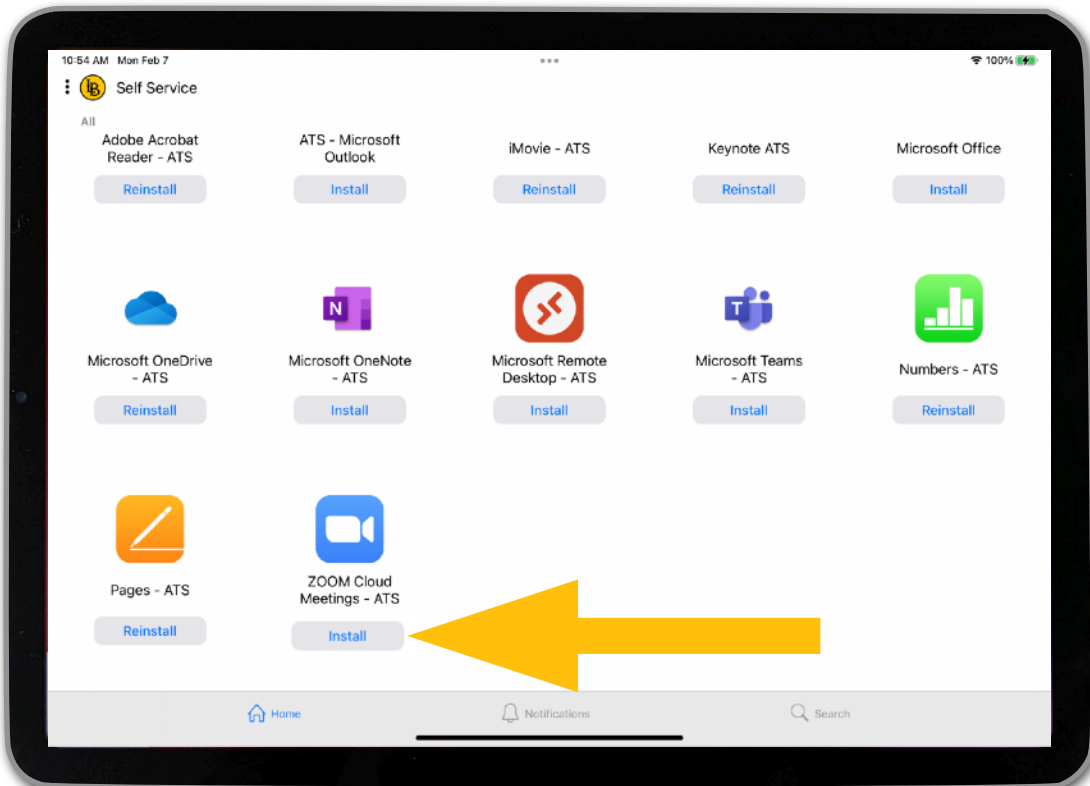 10:54 AM Mon Feb 7
100%
LB
Self Service
All
Adobe Acrobat
Reader - ATS
ATS - Microsoft
Outlook
iMovie - ATS
Keynote ATS
Microsoft Office
Reinstall
Install
Reinstall
Reinstall
Install
N
T
Microsoft OneDrive
- ATS
Microsoft OneNote
- ATS
Microsoft Remote
Desktop - ATS
Microsoft Teams
- ATS
Numbers - ATS
Reinstall
Install
Install
Install
Reinstall
Pages - ATS
ZOOM Cloud
Meetings - ATS
Reinstall
Install
Home
Notifications
Search